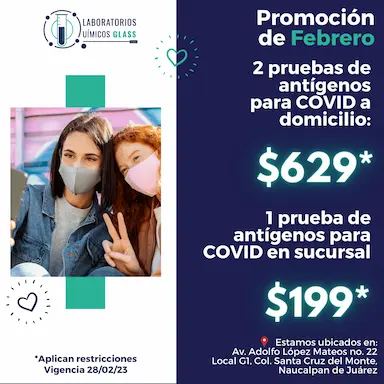 LABORATORIOS
UÍMICOS GLASS
Promoción
de Febrero
2 pruebas de
antígenos
para COVID a
domicilio:
$629*
1 prueba de
antígenos para
COVID en sucursal
$199*
Estamos ubicados en:
Av. Adolfo López Mateos no. 22
Local G1, Col. Santa Cruz del Monte,
Naucalpan de Juárez
*Aplican restricciones
Vigencia 28/02/23